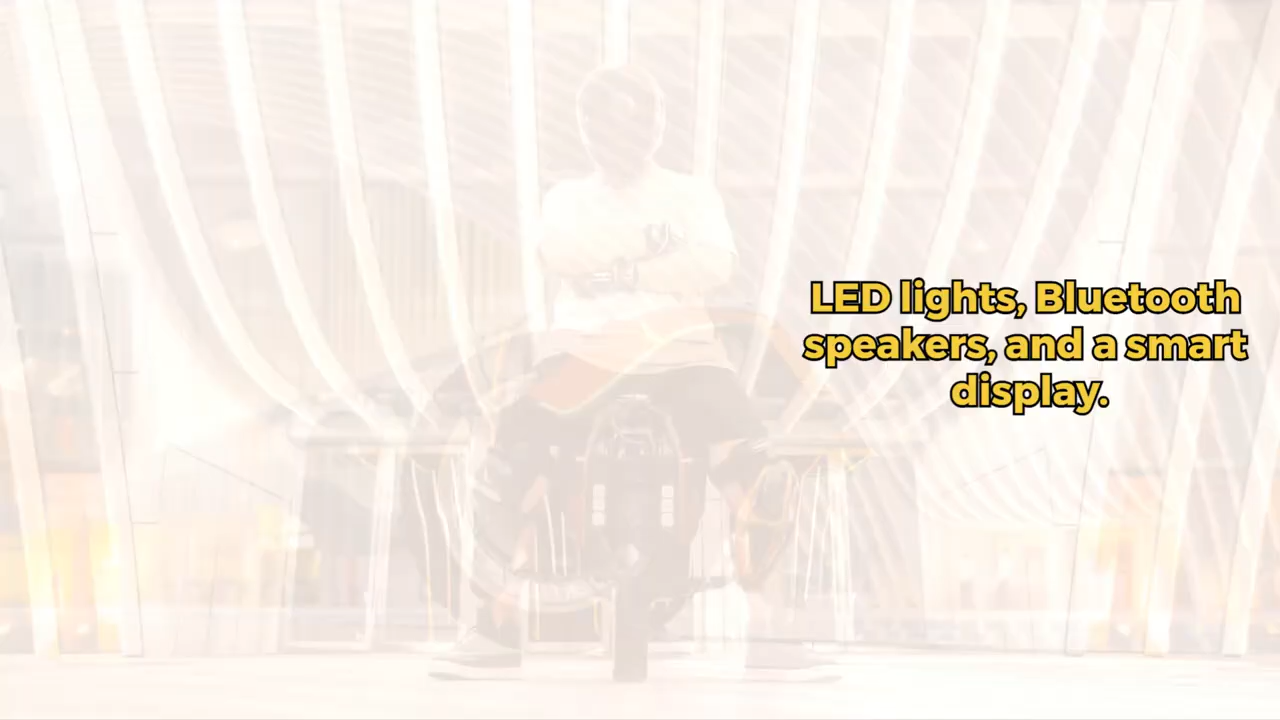 LED lights, Bluetooth
speakers, and a smart
display.